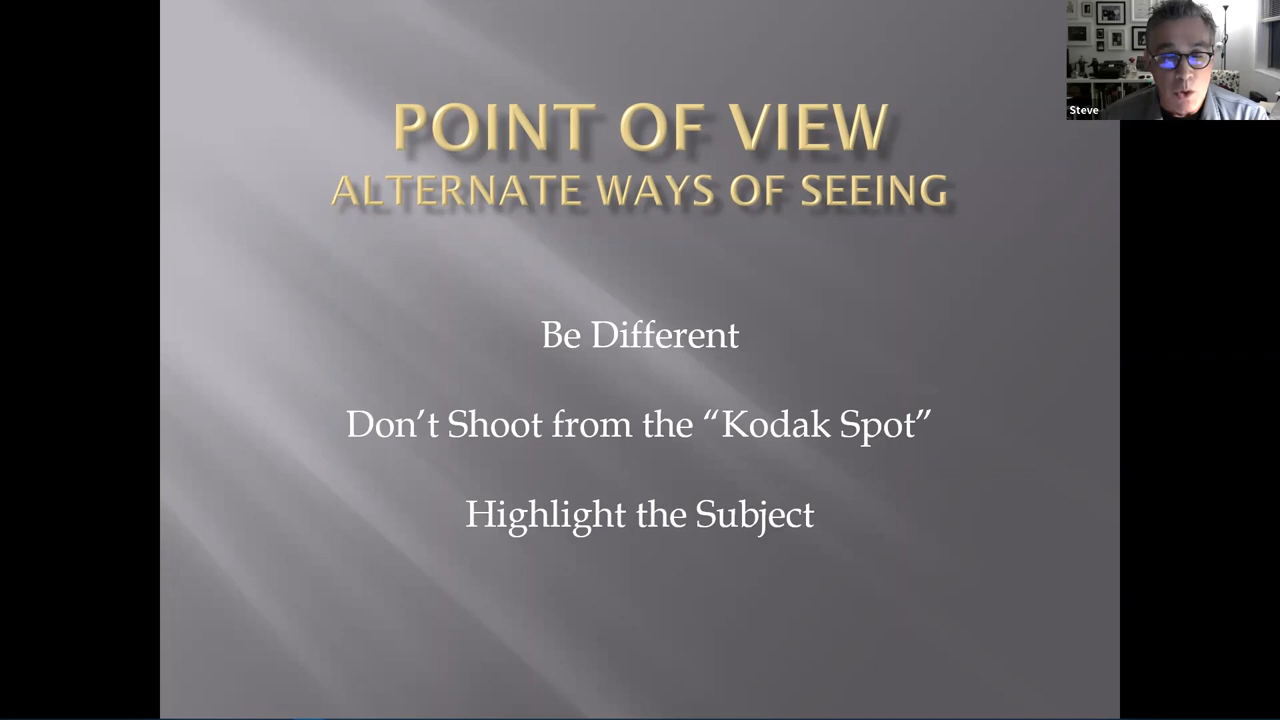 POINT OF VIEW
ALTERNATE WAYS OF SEEING
Be Different
Don’t Shoot from the “Kodak Spot”
Highlight the Subject
Steve